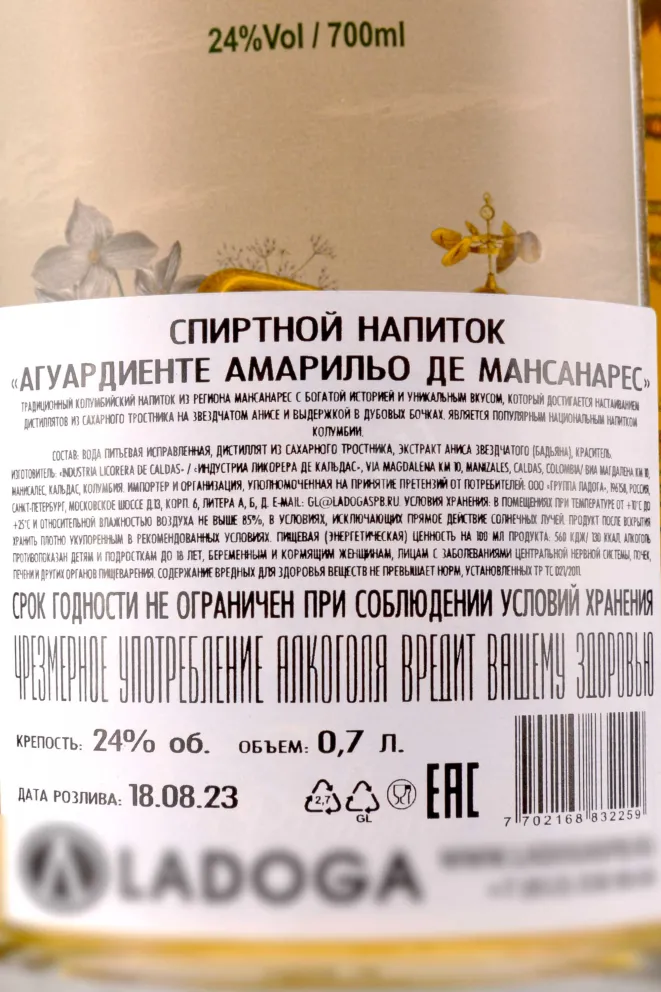 24%Vol / 700ml
СПИРТНОЙ НАПИТОК
«АГУАРДИЕНТЕ АМАРИЛЬО ДЕ МАНСАНАРЕС»
ТРАДИЦИОННЫЙ КОЛУМБИЙСКИЙ НАПИТОК ИЗ РЕГИОНА МАНСАНАРЕС С БОГАТОЙ ИСТОРИЕЙ И УНИКАЛЬНЫМ ВКУСОМ, КОТОРЫЙ ДОСТИГАЕТСЯ НАСТАИВАНИЕМ
ДИСТИЛЛЯТОВ ИЗ САХАРНОГО ТРОСТНИКА НА ЗВЕЗДЧАТОМ АНИСЕ И ВЫДЕРЖКОЙ В ДУБОВЫХ БОЧКАХ. ЯВЛЯЕТСЯ ПОПУЛЯРНЫМ НАЦИОНАЛЬНЫМ НАПИТКОМ
КОЛУМБИИ.
СОСТАВ: ВОДА ПИТЬЕВАЯ ИСПРАВЛЕННАЯ, ДИСТИЛЛЯТ ИЗ САХАРНОГО ТРОСТНИКА, ЭКСТРАКТ АНИСА ЗВЕЗДЧАТОГО (БАДЬЯНА), КРАСИТЕЛЬ.
ИЗГОТОВИТЕЛЬ: «INDUSTRIA LICORERA DE CALDAS» / «ИНДУСТРИА ЛИКОРЕРА ДЕ КАЛЬДАС», VIA MAGDALENA KM 10, MANIZALES, CALDAS, COLOMBIA/ ВИА МАГДАЛЕНА КМ 10,
МАНИСАЛЕС, КАЛЬДАС, КОЛУМБИЯ. ИМПОРТЕР И ОРГАНИЗАЦИЯ, УПОЛНОМОЧЕННАЯ НА ПРИНЯТИЕ ПРЕТЕНЗИЙ ОТ ПОТРЕБИТЕЛЕЙ: ООО «ГРУППА ЛАДОГА», 196158, РОССИЯ,
САНКТ-ПЕТЕРБУРГ, МОСКОВСКОЕ ШОССЕ Д.13, КОРП. 6, ЛИТЕРА А, Б, Д. E-MAIL: GL@LADOGASPB.RU УСЛОВИЯ ХРАНЕНИЯ: В ПОМЕЩЕНИЯХ ПРИ ТЕМПЕРАТУРЕ ОТ +10°С ДО
+25°С И ОТНОСИТЕЛЬНОЙ ВЛАЖНОСТЬЮ ВОЗДУХА НЕ ВЫШЕ 85%, В УСЛОВИЯХ, ИСКЛЮЧАЮЩИХ ПРЯМОЕ ДЕЙСТВИЕ СОЛНЕЧНЫХ ЛУЧЕЙ. ПРОДУКТ ПОСЛЕ ВСКРЫТИЯ
ХРАНИТЬ ПЛОТНО УКУПОРЕННЫМ В РЕКОМЕНДОВАННЫХ УСЛОВИЯХ. ПИЩЕВАЯ (ЭНЕРГЕТИЧЕСКАЯ) ЦЕННОСТЬ НА 100 МЛ ПРОДУКТА: 560 КДЖ/ 130 ККАЛ. АЛКОГОЛЬ
ПРОТИВОПОКАЗАН ДЕТЯМ И ПОДРОСТКАМ ДО 18 ЛЕТ, БЕРЕМЕННЫМ И КОРМЯЩИМ ЖЕНЩИНАМ, ЛИЦАМ С ЗАБОЛЕВАНИЯМИ ЦЕНТРАЛЬНОЙ НЕРВНОЙ СИСТЕМЫ, ПОЧЕК,
ПЕЧЕНИ И ДРУГИХ ОРГАНОВ ПИЩЕВАРЕНИЯ. СОДЕРЖАНИЕ ВРЕДНЫХ ДЛЯ ЗДОРОВЬЯ ВЕЩЕСТВ НЕ ПРЕВЫШАЕТ НОРМ, УСТАНОВЛЕННЫХ ТР ТС 021/2011.
СРОК ГОДНОСТИ НЕ ОГРАНИЧЕН ПРИ СОБЛЮДЕНИИ УСЛОВИЙ ХРАНЕНИЯ
ЧРЕЗМЕРНОЕ УПОТРЕБЛЕНИЕ АЛКОГОЛЯ ВРЕДИТ ВАШЕМУ ЗДОРОВЬЮ
КРЕПОСТЬ: 24% об. ОБЪЕМ: 0,7 Л.
ДАТА РОЗЛИВА: 18.08.23
2,7
GL
EAC
7 702168 832259
LADOGA